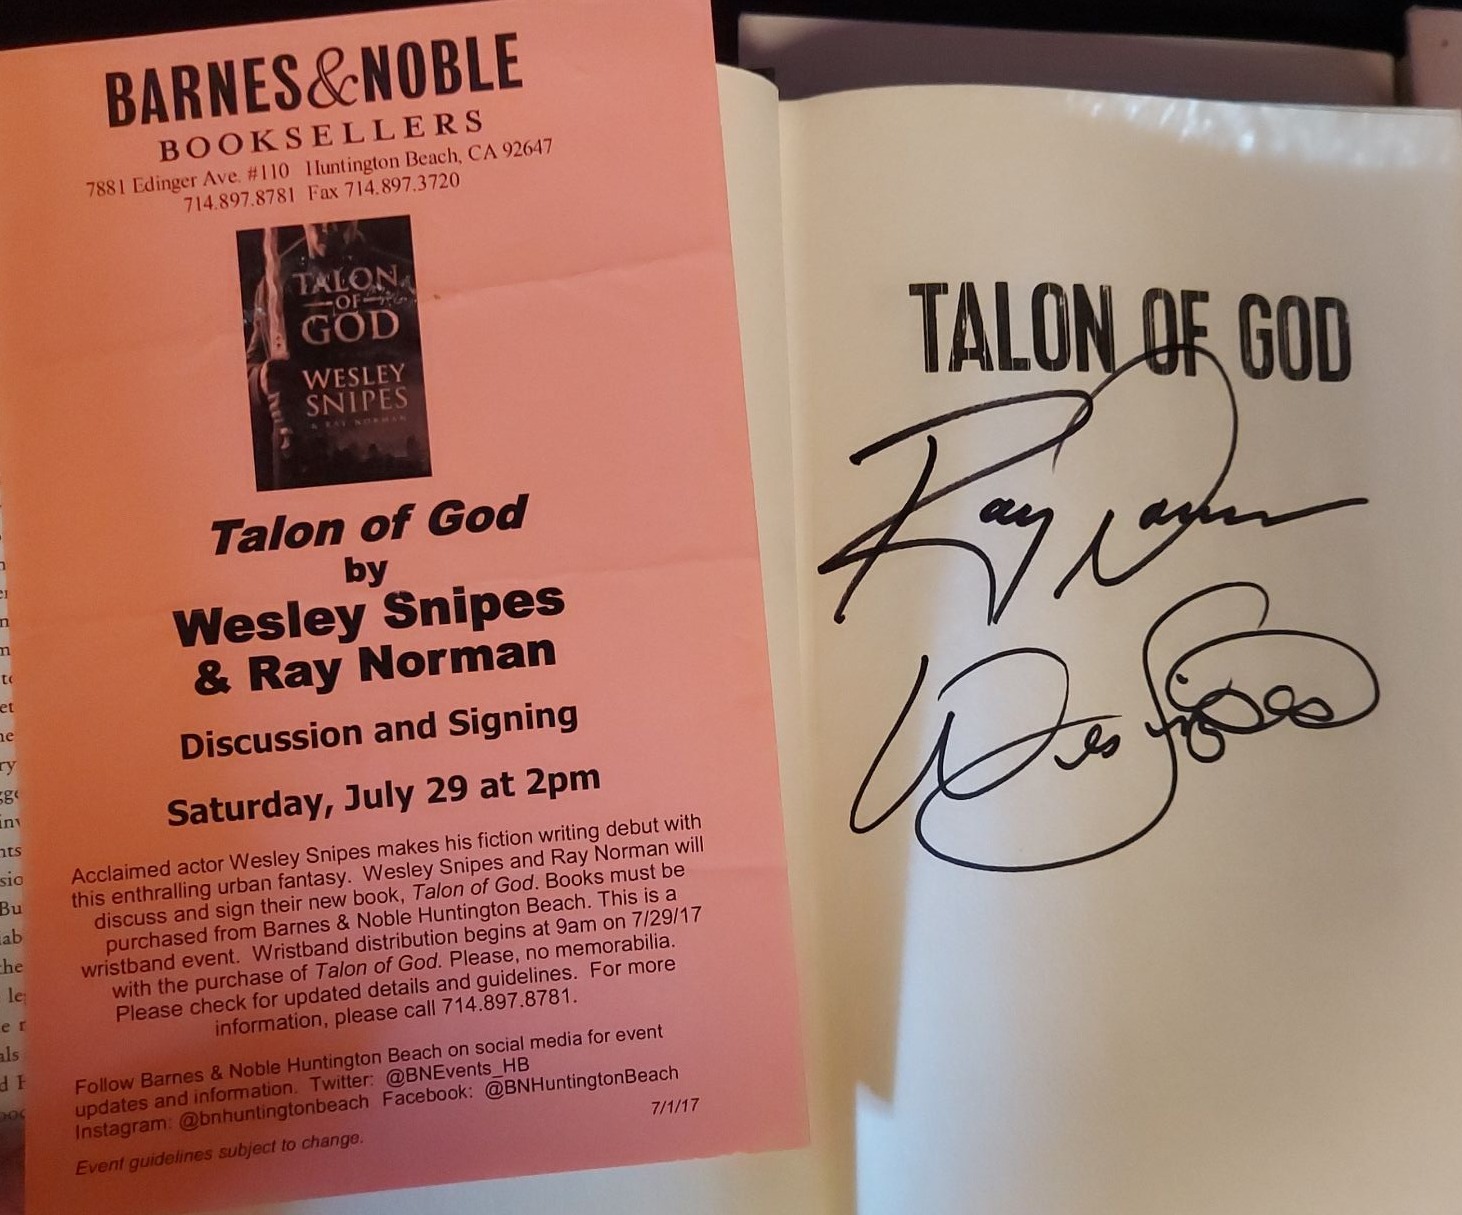 BARNES&NOBLE
BOOKSELLERS
7881 Edinger Ave. #110 Huntington Beach, CA 92647
714.897.8781 Fax 714.897.3720
TALON
OF
GOD
WESLEY
SNIPES
& RAY NORMAN
Talon of God
by
Wesley Snipes
& Ray Norman
Discussion and Signing
Saturday, July 29 at 2pm
Acclaimed actor Wesley Snipes makes his fiction writing debut with
this enthralling urban fantasy. Wesley Snipes and Ray Norman will
discuss and sign their new book, Talon of God. Books must be
purchased from Barnes & Noble Huntington Beach. This is a
wristband event. Wristband distribution begins at 9am on 7/29/17
with the purchase of Talon of God. Please, no memorabilia.
Please check for updated details and guidelines. For more
information, please call 714.897.8781.
Follow Barnes & Noble Huntington Beach on social media for event
updates and information. Twitter: @BNEvents_HB
Instagram: @bnhuntingtonbeach Facebook: @BNHuntingtonBeach
7/1/17
Event guidelines subject to change.
TALON OF GOD
Ray Norman
Wes Snipes